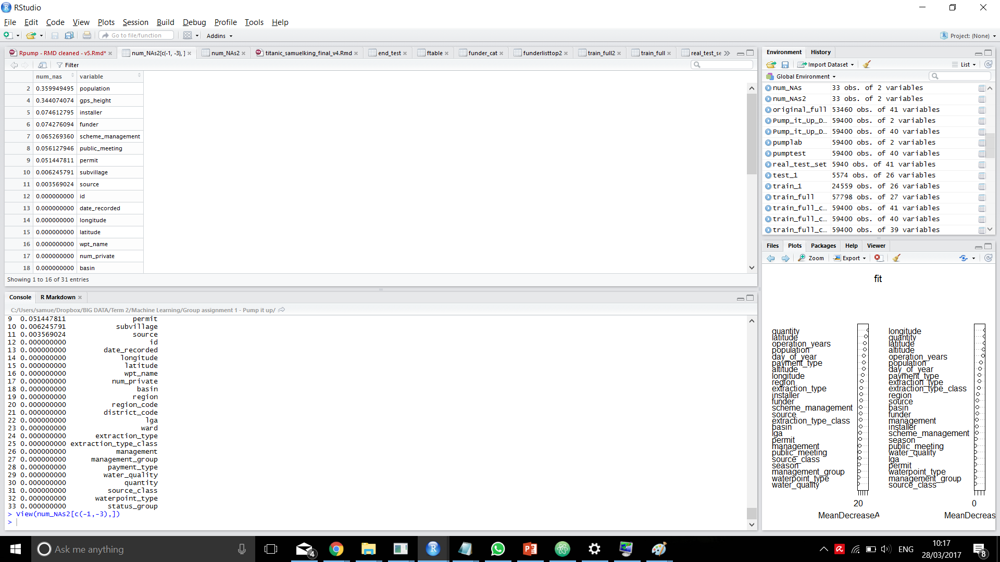 RStudio
File Edit Code View Plots Session Build Debug Profile Tools Help
Go to file/function Addins Project: (None)
Rpump - RMD cleaned - v5.Rmd* num_NAs2[c(-1, -3), ] num_NAs2 titanic_samuelking_final_v4.Rmd end_test ftable funder_cat funderlisttop2 train_full2 train_full real_test_se
Filter
num_nas variable
2 0.359949495 population
4 0.344074074 gps_height
5 0.074612795 installer
6 0.074276094 funder
7 0.065269360 scheme_management
8 0.056127946 public_meeting
9 0.051447811 permit
10 0.006245791 subvillage
11 0.003569024 source
12 0.000000000 id
13 0.000000000 date_recorded
14 0.000000000 longitude
15 0.000000000 latitude
16 0.000000000 wpt_name
17 0.000000000 num_private
18 0.000000000 basin
Showing 1 to 16 of 31 entries
Console R Markdown
C:/Users/samue/Dropbox/BIG DATA/Term 2/Machine Learning/Group assignment 1 - Pump it up/
9 0.051447811 permit
10 0.006245791 subvillage
11 0.003569024 source
12 0.000000000 id
13 0.000000000 date_recorded
14 0.000000000 longitude
15 0.000000000 latitude
16 0.000000000 wpt_name
17 0.000000000 num_private
18 0.000000000 basin
19 0.000000000 region
20 0.000000000 region_code
21 0.000000000 district_code
22 0.000000000 lga
23 0.000000000 ward
24 0.000000000 extraction_type
25 0.000000000 extraction_type_class
26 0.000000000 management
27 0.000000000 management_group
28 0.000000000 payment_type
29 0.000000000 water_quality
30 0.000000000 quantity
31 0.000000000 source_class
32 0.000000000 waterpoint_type
33 0.000000000 status_group
> View(num_NAs2[c(-1,-3),])
>
Environment History
Import Dataset List
Global Environment
num_NAs 33 obs. of 2 variables
num_NAs2 33 obs. of 2 variables
original_full 53460 obs. of 41 variables
Pump_it_Up_D… 59400 obs. of 2 variables
Pump_it_Up_D… 59400 obs. of 40 variables
pumplab 59400 obs. of 2 variables
pumptest 59400 obs. of 40 variables
real_test_set 5940 obs. of 41 variables
test_1 5574 obs. of 26 variables
train_1 24559 obs. of 26 variables
train_full 57798 obs. of 27 variables
train_full_c… 59400 obs. of 41 variables
train_full_c… 59400 obs. of 40 variables
train_full_c… 59400 obs. of 39 variables
Files Plots Packages Help Viewer
Zoom Export
fit
quantity
latitude
operation_years
population
day_of_year
payment_type
altitude
longitude
region
extraction_type
installer
funder
scheme_management
source
extraction_type_class
basin
lga
permit
management
public_meeting
source_class
season
management_group
waterpoint_type
water_quality
20
MeanDecreaseA
longitude
quantity
latitude
altitude
operation_years
population
day_of_year
payment_type
extraction_type
extraction_type_class
region
source
basin
funder
management
installer
scheme_management
season
public_meeting
water_quality
lga
permit
waterpoint_type
management_group
source_class
0
MeanDecreas
Ask me anything 4 ENG 10:17
28/03/2017 8